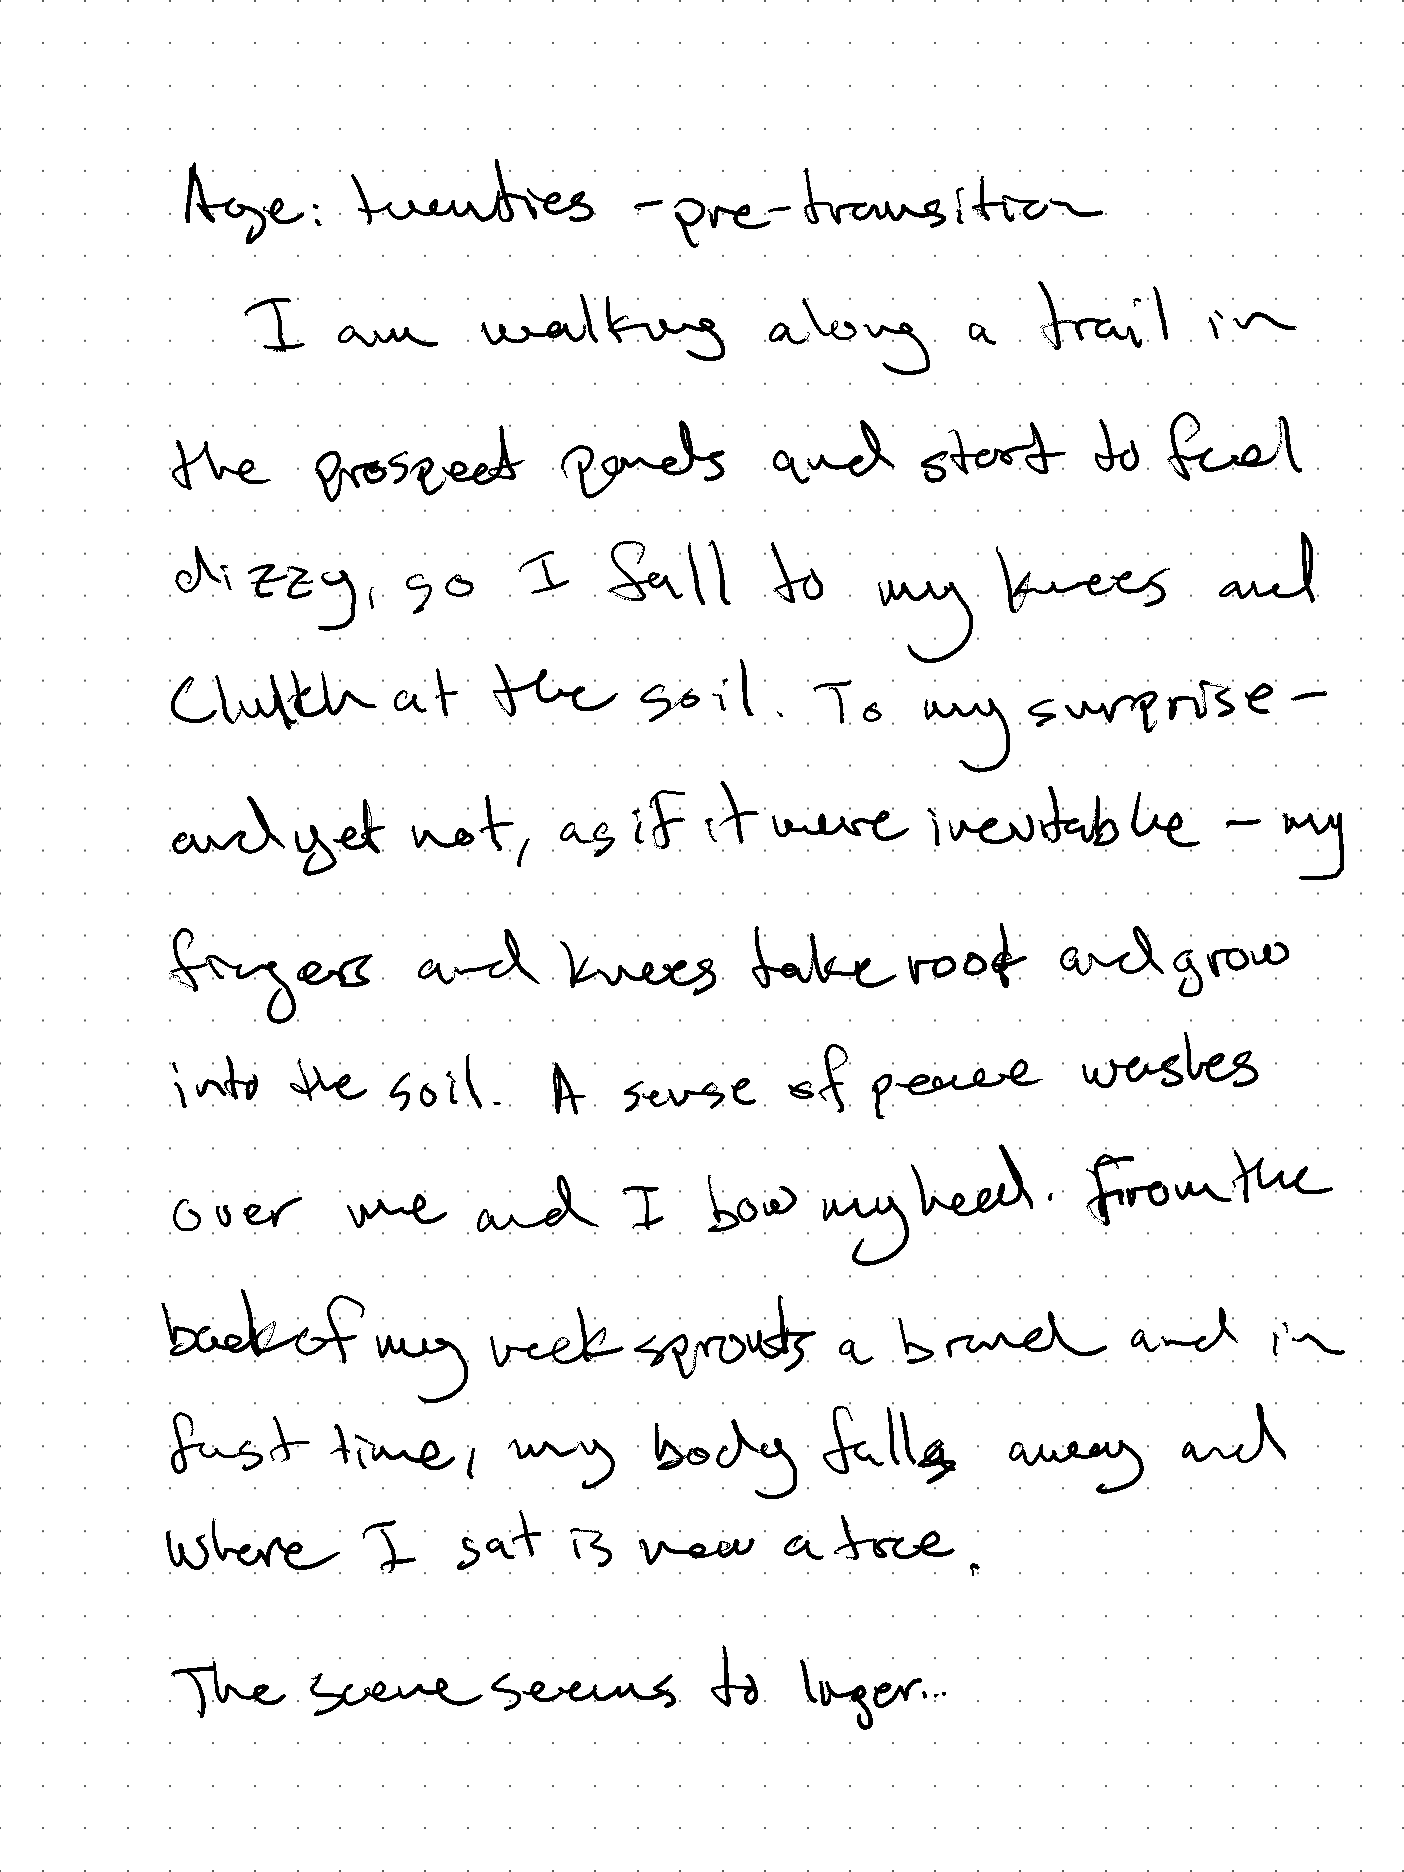 Age: twenties - pre-transition
I am walking along a trail in
the prospect ponds and start to feel
dizzy, so I fall to my knees and
Clutch at the soil. To my surprise -
and yet not, as if it were inevitable - my
fingers and knees take root and grow
into the soil. A sense of peace washes
over me and I bow my head. From the
back of my neck sprouts a branch and in
fast time, my body falls away and
where I sat is now a tree.
The scene seems to linger...